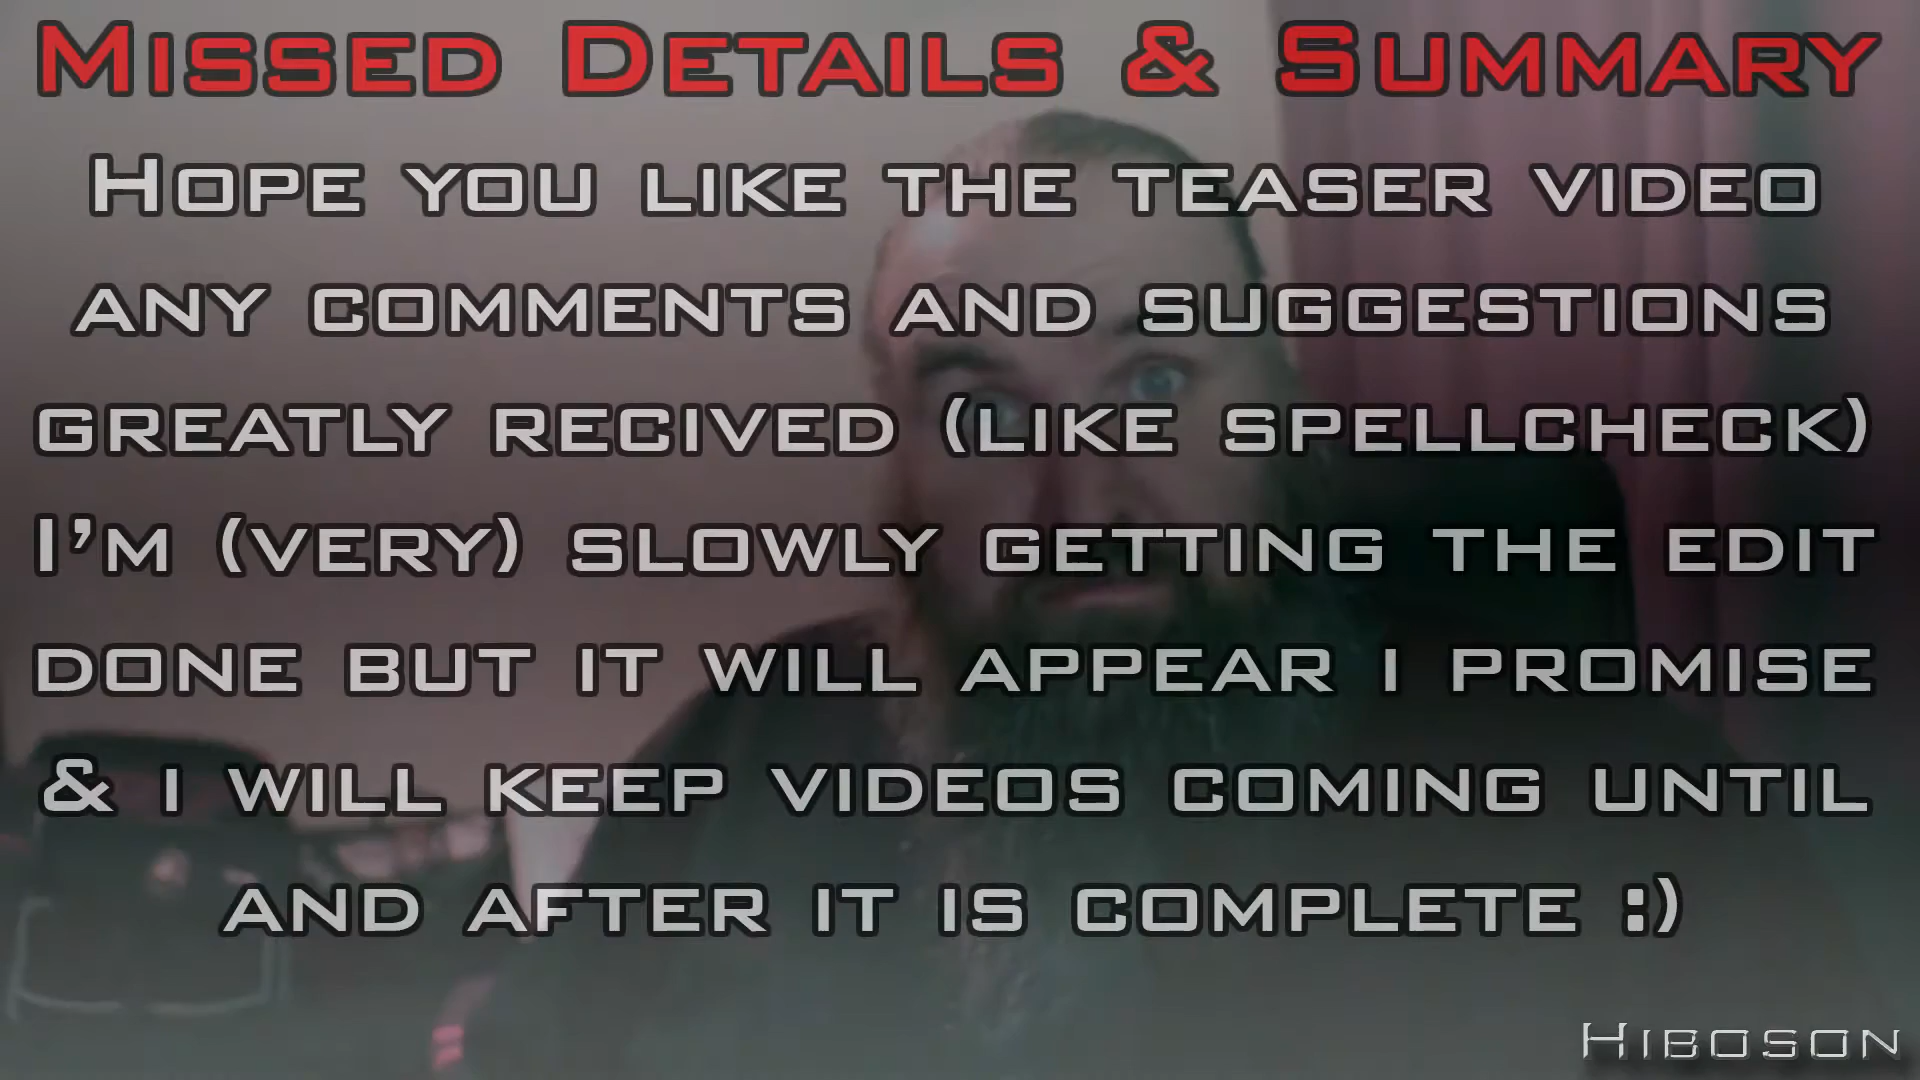 Missed Details & Summary
Hope you like the teaser video
any comments and suggestions
greatly recived (like spellcheck)
I'm (very) slowly getting the edit
done but it will appear i promise
& i will keep videos coming until
and after it is complete :)
Hiboson